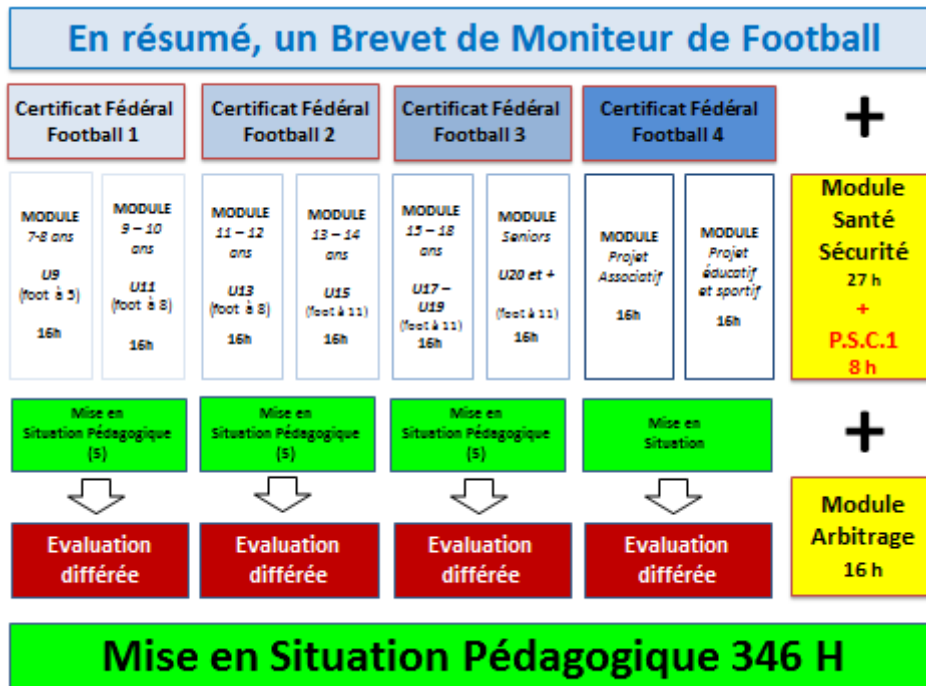 En résumé, un Brevet de Moniteur de Football
Certificat Fédéral
Football 1
Certificat Fédéral
Football 2
Certificat Fédéral
Football 3
Certificat Fédéral
Football 4
+
MODULE
7-8 ans
U9
(foot à 5)
16h
MODULE
9 – 10
ans
U11
(foot à 8)
16h
MODULE
11 – 12
ans
U13
(foot à 8)
16h
MODULE
13 – 14
ans
U15
(foot à 11)
16h
MODULE
15 – 18
ans
U17 –
U19
(foot à 11)
16h
MODULE
Seniors
U20 et +
(foot à 11)
16h
MODULE
Projet
Associatif
16h
MODULE
Projet
éducatif
et sportif
16h
Module
Santé
Sécurité
27 h
+
P.S.C.1
8 h
Mise en
Situation Pédagogique
(5)
Mise en
Situation Pédagogique
(5)
Mise en
Situation Pédagogique
(5)
Mise en
Situation
+
Evaluation
différée
Evaluation
différée
Evaluation
différée
Evaluation
différée
Module
Arbitrage
16 h
Mise en Situation Pédagogique 346 H